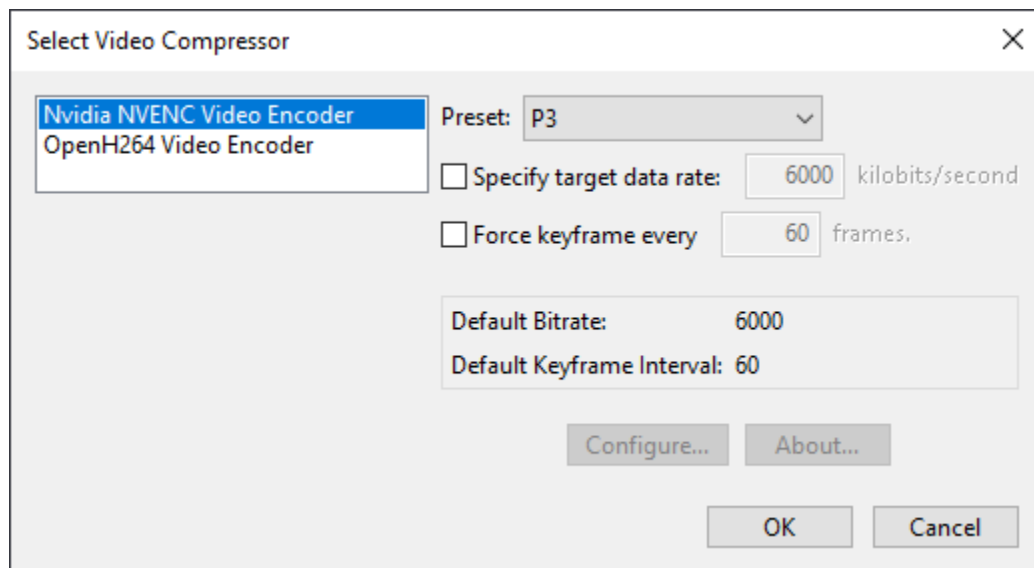 Select Video Compressor
Nvidia NVENC Video Encoder
OpenH264 Video Encoder
Preset: P3
Specify target data rate: 6000 kilobits/second
Force keyframe every 60 frames.
Default Bitrate: 6000
Default Keyframe Interval: 60
Configure... About...
OK Cancel